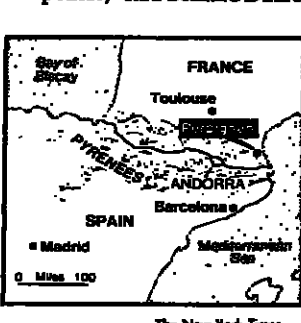 Bay of
Biscay
FRANCE
Toulouse
PYRENEES
ANDORRA
Barcelona
SPAIN
Madrid
Mediterranean
Sea
0 Miles 100
The New York Times